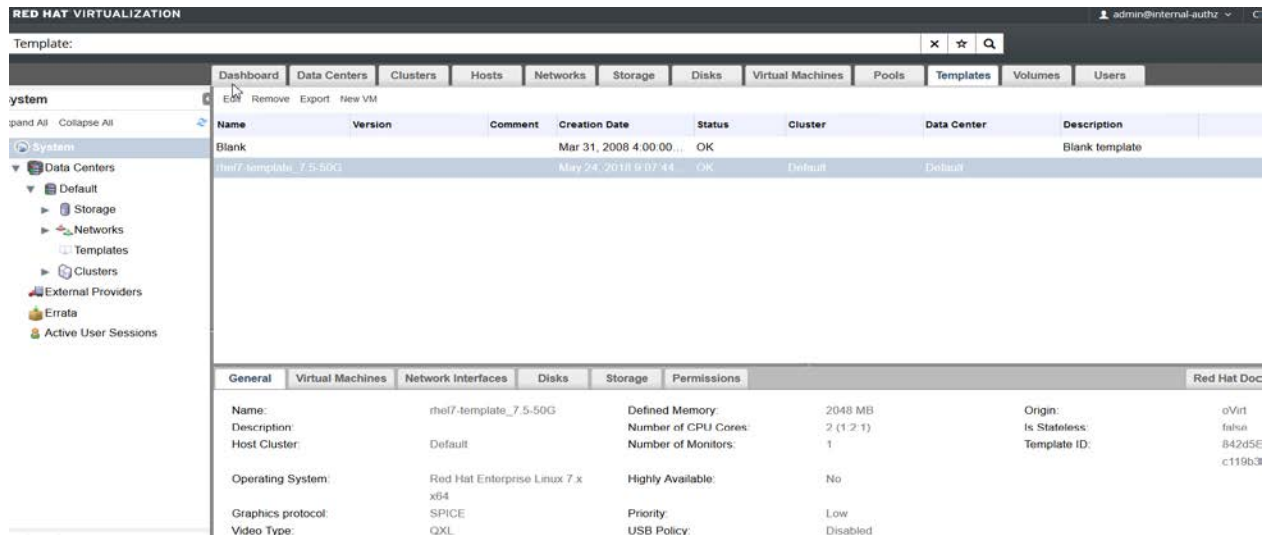 RED HAT VIRTUALIZATION admin@internal-authz
Template:
Dashboard Data Centers Clusters Hosts Networks Storage Disks Virtual Machines Pools Templates Volumes Users
ystem Edit Remove Export New VM
xpand All Collapse All Name Version Comment Creation Date Status Cluster Data Center Description
System Blank Mar 31, 2008 4:00:00... OK Blank template
Data Centers rhel7-template_7.5-50G May 24, 2018 9:07:44... OK Default Default
Default
Storage
Networks
Templates
Clusters
External Providers
Errata
Active User Sessions
General Virtual Machines Network Interfaces Disks Storage Permissions Red Hat Doc
Name: rhel7-template_7.5-50G Defined Memory: 2048 MB Origin: oVirt
Description: Number of CPU Cores: 2 (1:2:1) Is Stateless: false
Host Cluster: Default Number of Monitors: 1 Template ID: 842d5
c119b3
Operating System: Red Hat Enterprise Linux 7.x Highly Available: No
x64
Graphics protocol: SPICE Priority: Low
Video Type: QXL USB Policy: Disabled